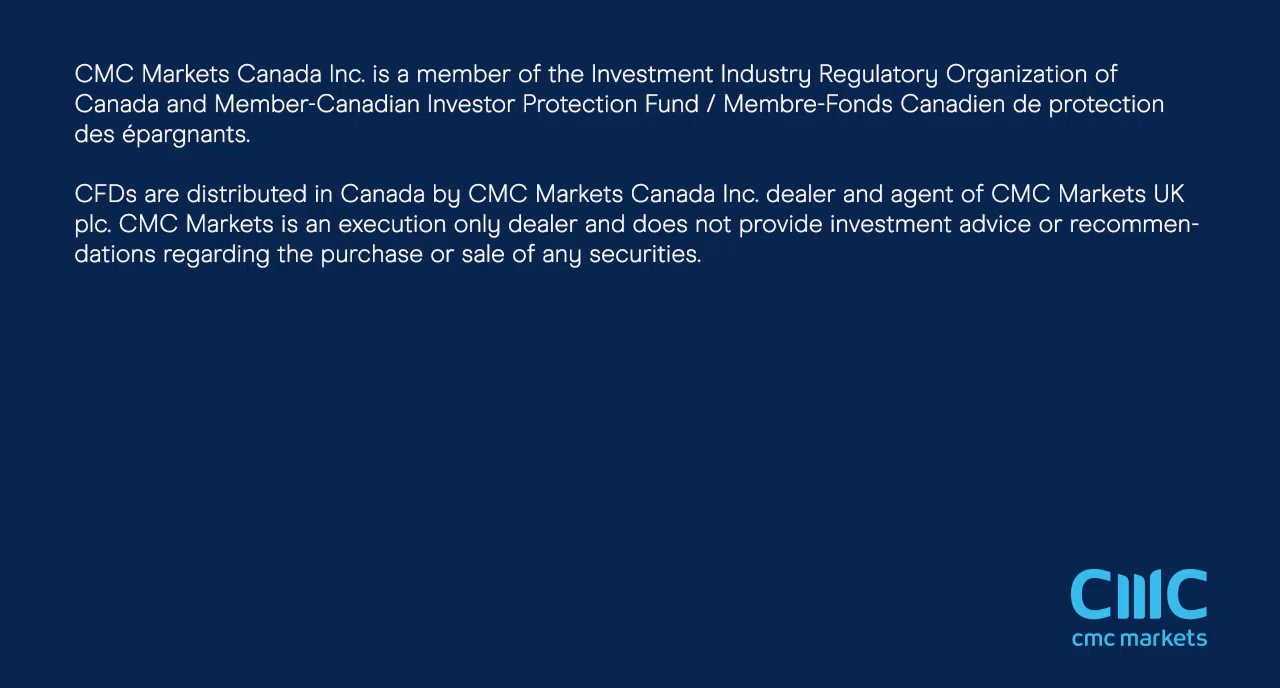 CMC Markets Canada Inc. is a member of the Investment Industry Regulatory Organization of
Canada and Member-Canadian Investor Protection Fund / Membre-Fonds Canadien de protection
des épargnants.
CFDs are distributed in Canada by CMC Markets Canada Inc. dealer and agent of CMC Markets UK
plc. CMC Markets is an execution only dealer and does not provide investment advice or recommen-
dations regarding the purchase or sale of any securities.
CMC
cmc markets